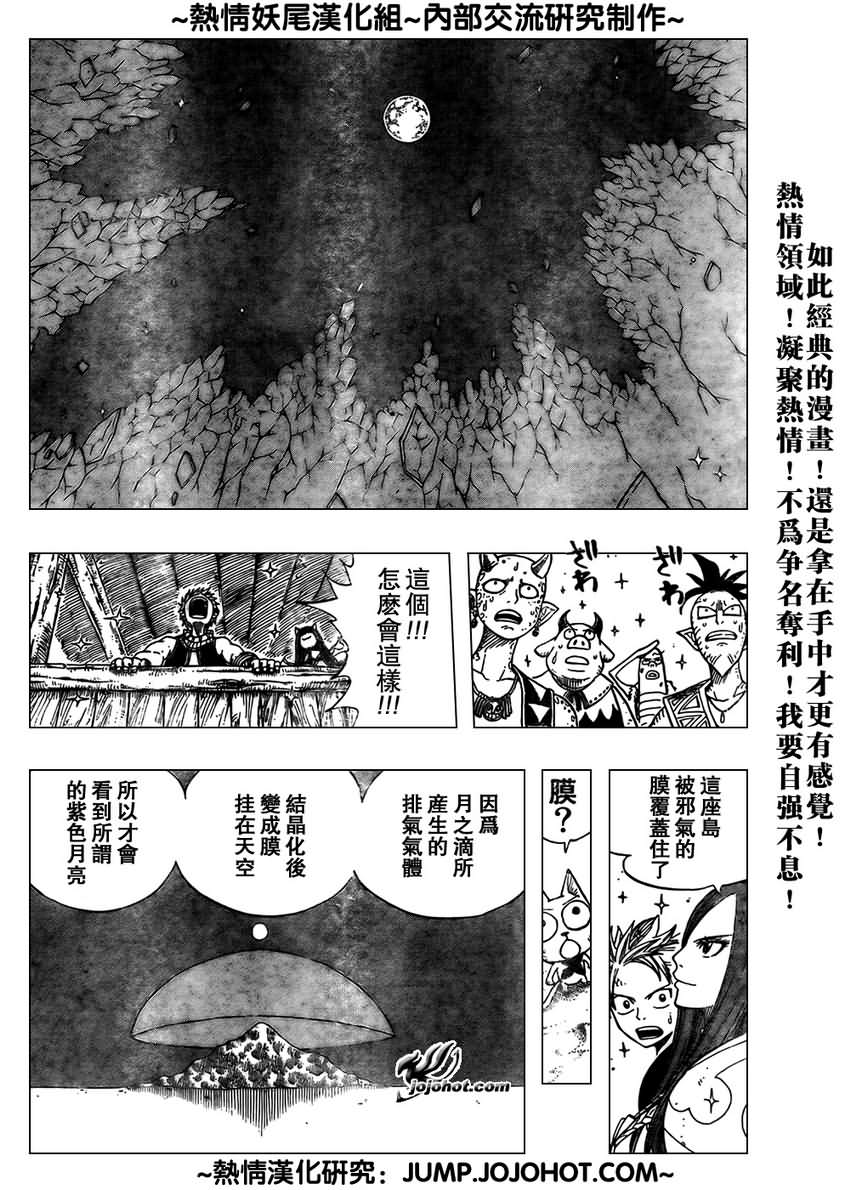 ~熱情妖尾漢化組~內部交流研究制作~
如此經典的漫畫！還是拿在手中才更有感覺！
熱情領域！凝聚熱情！不爲争名奪利！我要自强不息！
ざわ
ざわ
這個!!!
怎麼會這樣!!!
這座島
被邪氣的
膜覆蓋住了
膜?
因爲
月之滴所
産生的
排氣氣體
結晶化後
變成膜
挂在天空
所以才會
看到所謂
的紫色月亮
jojohot.com
~熱情漢化研究：JUMP.JOJOHOT.COM~